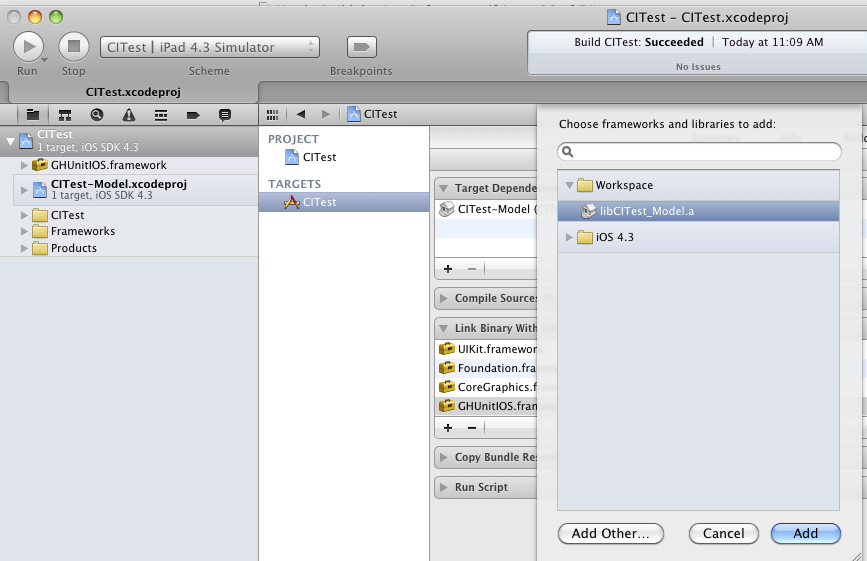 CITest – CITest.xcodeproj
CITest | iPad 4.3 Simulator
Build CITest: Succeeded | Today at 11:09 AM
No Issues
Run
Stop
Scheme
Breakpoints
CITest.xcodeproj
CITest
1 target, iOS SDK 4.3
GHUnitIOS.framework
CITest-Model.xcodeproj
1 target, iOS SDK 4.3
CITest
Frameworks
Products
CITest
PROJECT
CITest
TARGETS
CITest
Target Depende
CITest-Model (
+ −
Compile Sources
Link Binary With
UIKit.framewor
Foundation.fra
CoreGraphics.f
GHUnitIOS.fram
+ −
Copy Bundle Res
Run Script
Choose frameworks and libraries to add:
Workspace
libCITest_Model.a
iOS 4.3
Add Other...
Cancel
Add